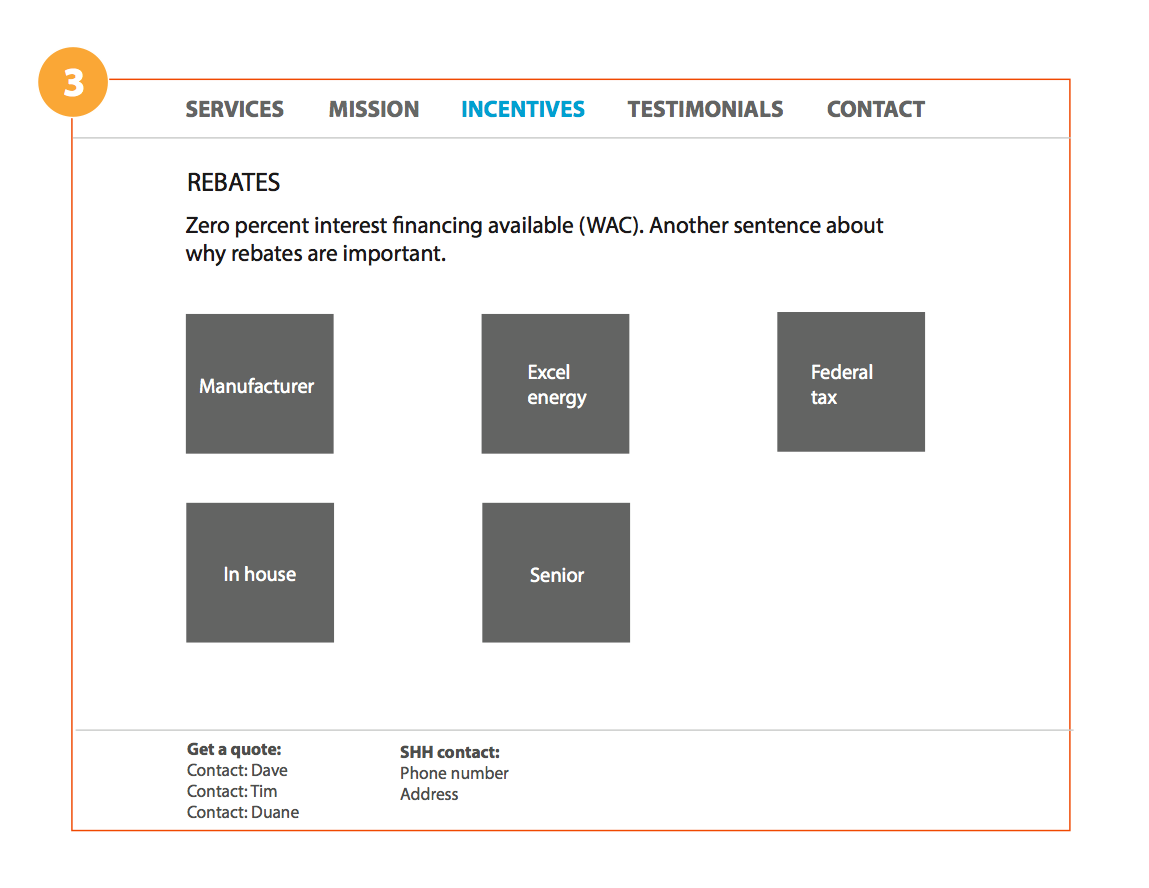 3
SERVICES MISSION INCENTIVES TESTIMONIALS CONTACT
REBATES
Zero percent interest financing available (WAC). Another sentence about
why rebates are important.
Manufacturer
Excel
energy
Federal
tax
In house
Senior
Get a quote:
Contact: Dave
Contact: Tim
Contact: Duane
SHH contact:
Phone number
Address